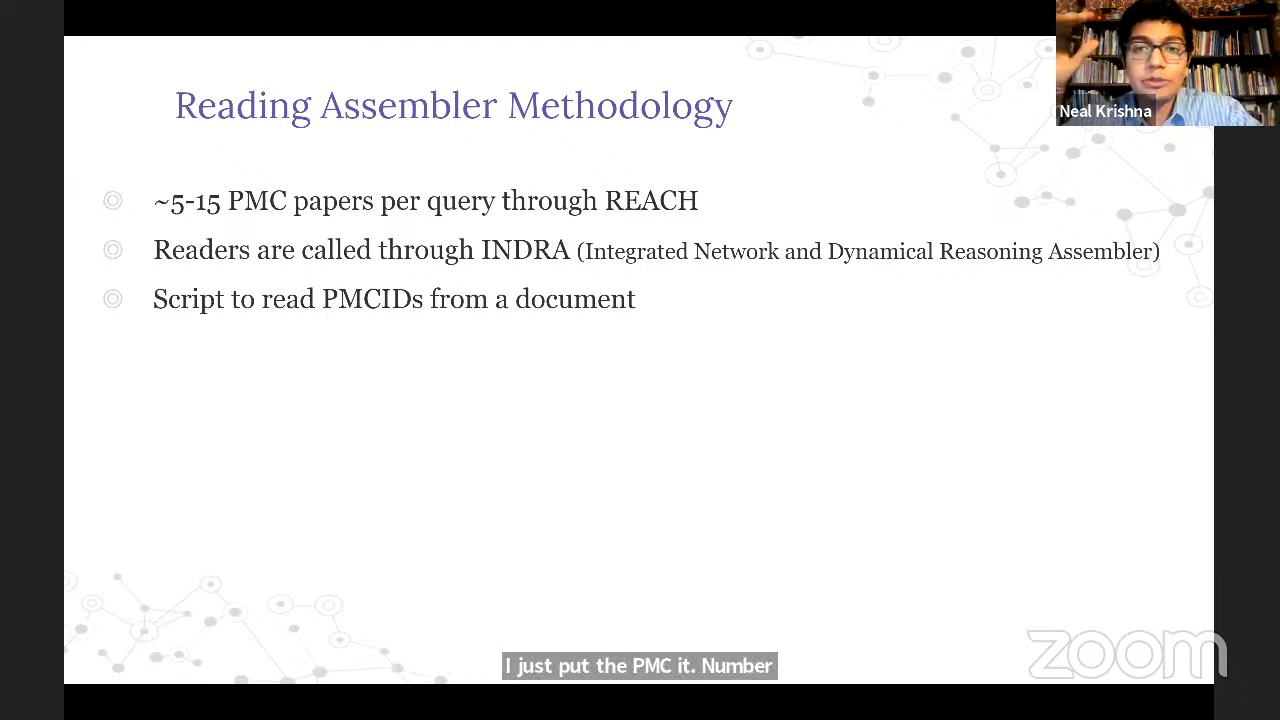 Reading Assembler Methodology
Neal Krishna
~5-15 PMC papers per query through REACH
Readers are called through INDRA (Integrated Network and Dynamical Reasoning Assembler)
Script to read PMCIDs from a document
I just put the PMC it. Number
zoom